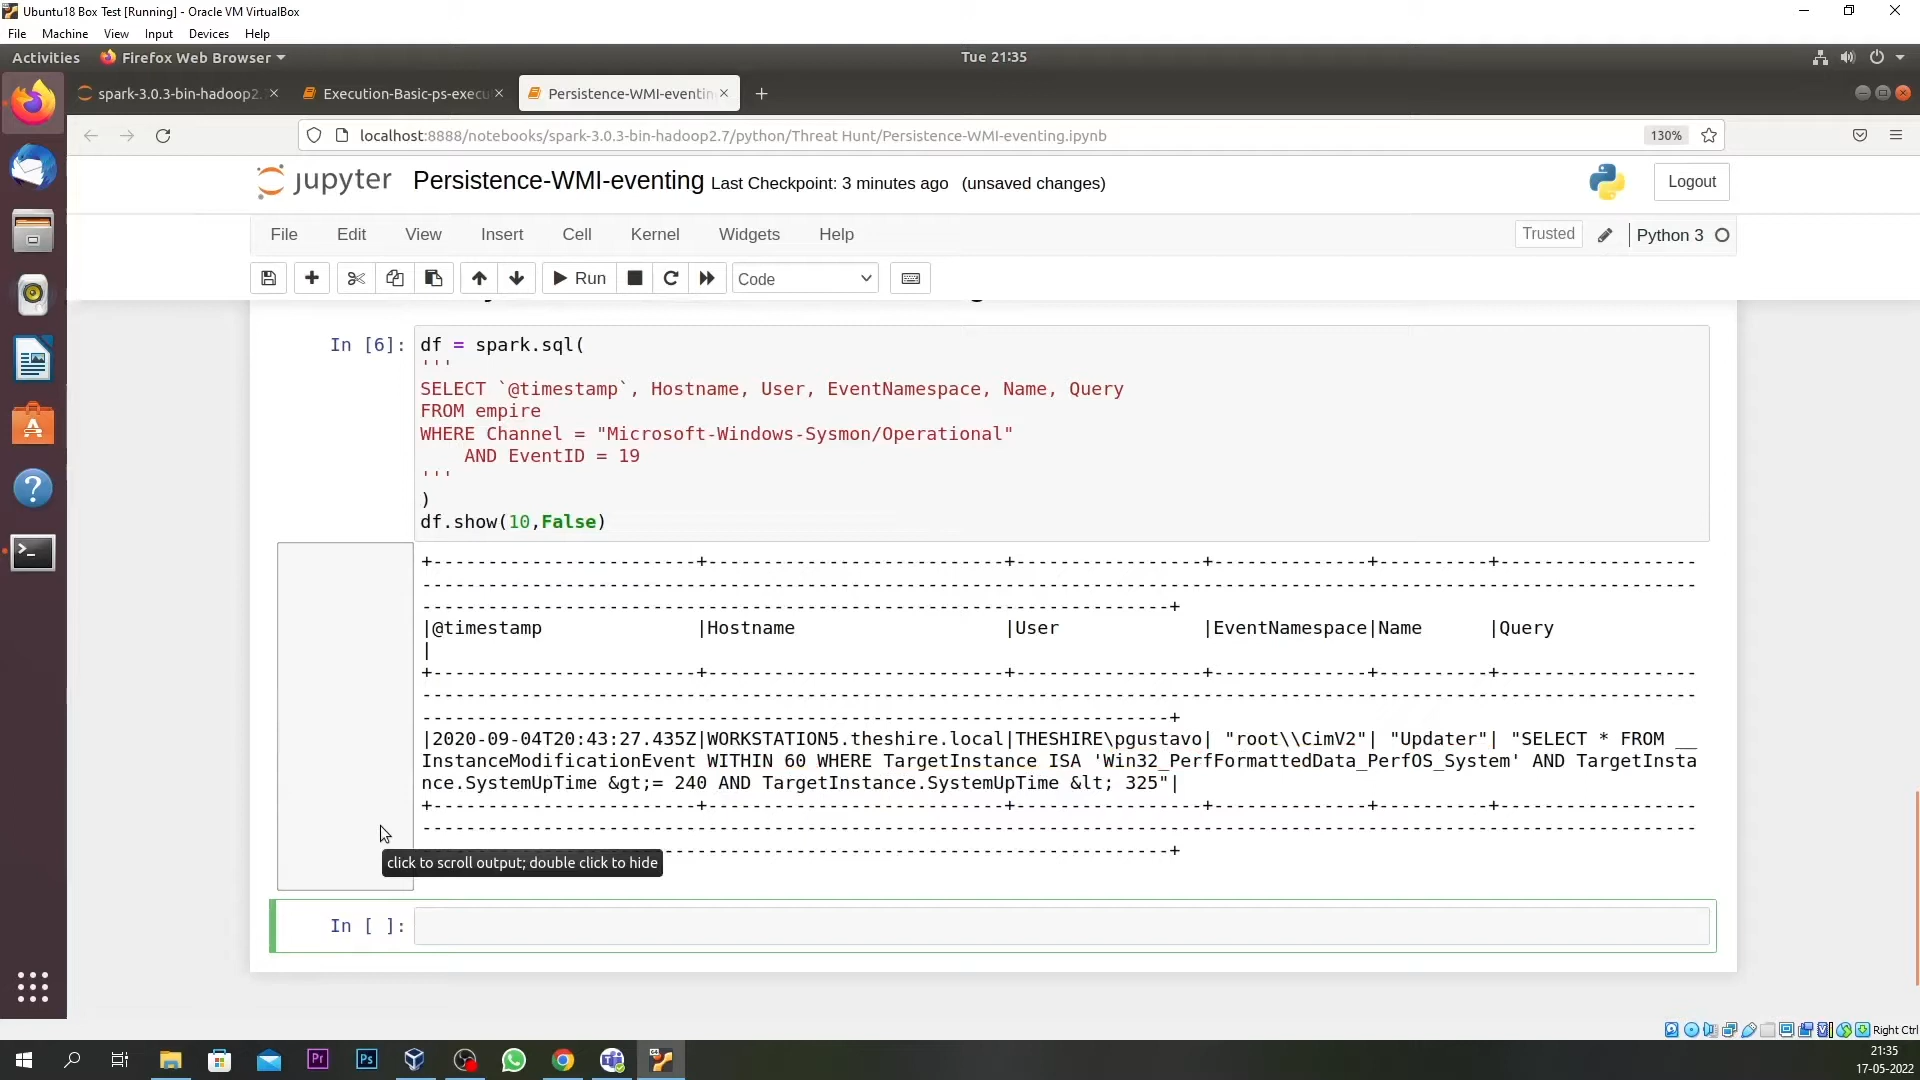 Ubuntu18 Box Test [Running] - Oracle VM VirtualBox
File Machine View Input Devices Help
Activities Firefox Web Browser Tue 21:35
spark-3.0.3-bin-hadoop2. Execution-Basic-ps-execu Persistence-WMI-eventin
localhost:8888/notebooks/spark-3.0.3-bin-hadoop2.7/python/Threat Hunt/Persistence-WMI-eventing.ipynb 130%
jupyter Persistence-WMI-eventing Last Checkpoint: 3 minutes ago (unsaved changes) Logout
File Edit View Insert Cell Kernel Widgets Help Trusted Python 3
Run Code
In [6]: df = spark.sql(
'''
SELECT `@timestamp`, Hostname, User, EventNamespace, Name, Query
FROM empire
WHERE Channel = "Microsoft-Windows-Sysmon/Operational"
AND EventID = 19
'''
)
df.show(10,False)
+------------------------+----------------------------+-----------------+--------------+----------+------------------
--------------------------------------------------------------------------------------------------------------------
--------------------------------------------------------------------+
|@timestamp |Hostname |User |EventNamespace|Name |Query
|
+------------------------+----------------------------+-----------------+--------------+----------+------------------
--------------------------------------------------------------------------------------------------------------------
--------------------------------------------------------------------+
|2020-09-04T20:43:27.435Z|WORKSTATION5.theshire.local|THESHIRE\pgustavo| "root\\CimV2"| "Updater"| "SELECT * FROM __
InstanceModificationEvent WITHIN 60 WHERE TargetInstance ISA 'Win32_PerfFormattedData_PerfOS_System' AND TargetInsta
nce.SystemUpTime &gt;= 240 AND TargetInstance.SystemUpTime &lt; 325"|
+------------------------+----------------------------+-----------------+--------------+----------+------------------
--------------------------------------------------------------------------------------------------------------------
-----------------------------------------------+
click to scroll output; double click to hide
In [ ]:
Right Ctrl
Pr Ps
21:35
17-05-2022